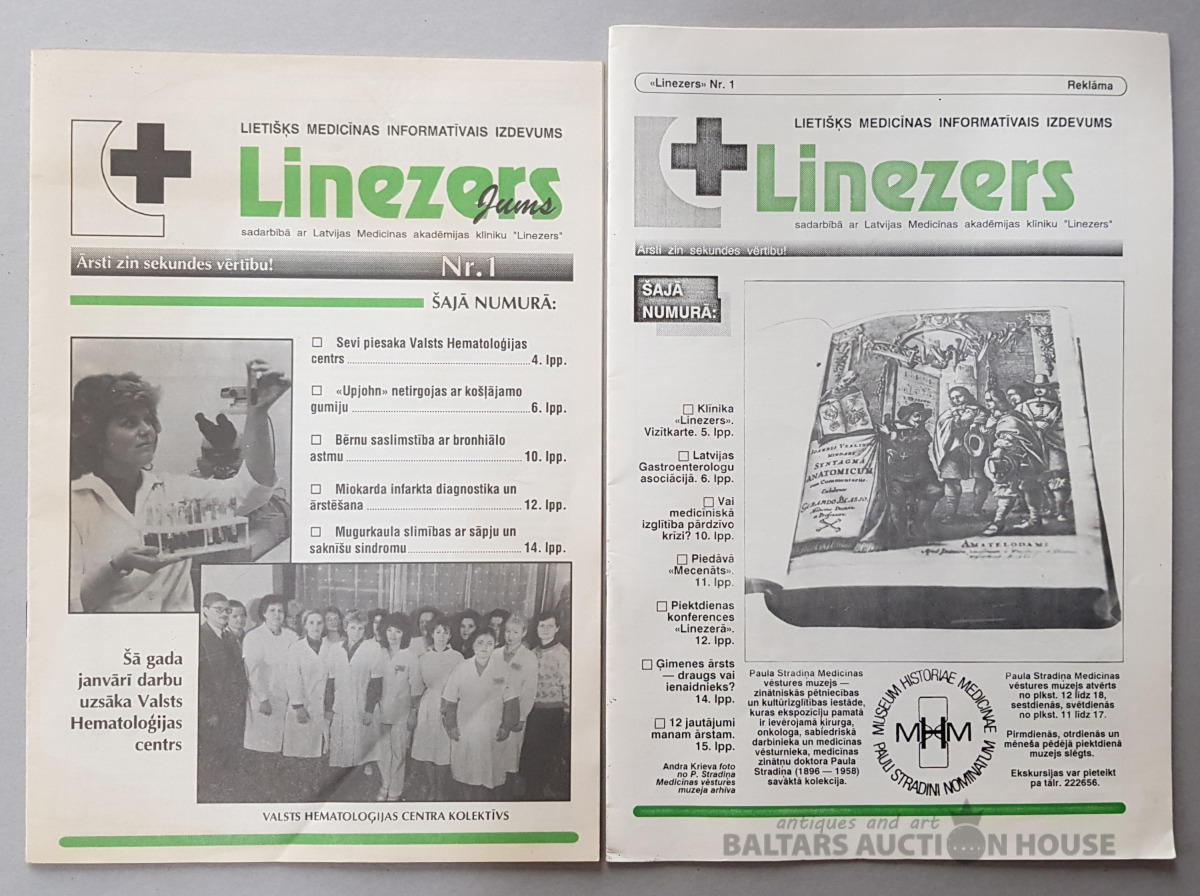 LIETIŠĶS MEDICĪNAS INFORMATĪVAIS IZDEVUMS
Linezers
Jums
sadarbībā ar Latvijas Medicīnas akadēmijas klīniku "Linezers"
Ārsti zin sekundes vērtību!
Nr.1
ŠAJĀ NUMURĀ:
Sevi piesaka Valsts Hematoloģijas
centrs 4. lpp.
«Upjohn» netirgojas ar košļājamo
gumiju 6. lpp.
Bērnu saslimstība ar bronhiālo
astmu 10. lpp.
Miokarda infarkta diagnostika un
ārstēšana 12. lpp.
Mugurkaula slimības ar sāpju un
saknīšu sindromu 14. lpp.
Šā gada
janvārī darbu
uzsāka Valsts
Hematoloģijas
centrs
VALSTS HEMATOLOĢIJAS CENTRA KOLEKTĪVS
«Linezers» Nr. 1
Reklāma
LIETIŠĶS MEDICĪNAS INFORMATĪVAIS IZDEVUMS
Linezers
sadarbībā ar Latvijas Medicīnas akadēmijas klīniku "Linezers"
Ārsti zin sekundes vērtību!
ŠAJĀ
NUMURĀ:
Klīnika
«Linezers».
Vizītkarte. 5. lpp.
Latvijas
Gastroenterologu
asociācijā. 6. lpp.
Vai
medicīniskā
izglītība pārdzīvo
krīzi? 10. lpp.
Piedāvā
«Mecenāts».
11. lpp.
Piektdienas
konferences
«Linezerā».
12. lpp.
Ģimenes ārsts
— draugs vai
ienaidnieks?
14. lpp.
12 jautājumi
manam ārstam.
15. lpp.
Andra Krieva foto
no P. Stradiņa
Medicīnas vēstures
muzeja arhīva
SYNTAGMA
ANATOMICUM
GERARDO BLASIO,
AMSTELODAMI
Paula Stradiņa Medicīnas
vēstures muzejs —
zinātniskās pētniecības
un kultūrizglītības iestāde,
kuras ekspozīciju pamatā
ir ievērojamā ķirurga,
onkologa, sabiedriskā
darbinieka un medicīnas
vēsturnieka, medicīnas
zinātņu doktora Paula
Stradiņa (1896 — 1958)
savāktā kolekcija.
MUSEUM HISTORIAE MEDICINAE
PAULI STRADINI NOMINATUM
MHM
Paula Stradiņa Medicīnas
vēstures muzejs atvērts
no plkst. 12 līdz 18,
sestdienās, svētdienās
no plkst. 11 līdz 17.
Pirmdienās, otrdienās un
mēneša pēdējā piektdienā
muzejs slēgts.
Ekskursijas var pieteikt
pa tālr. 222656.
antiques and art
BALTARS AUCTION HOUSE